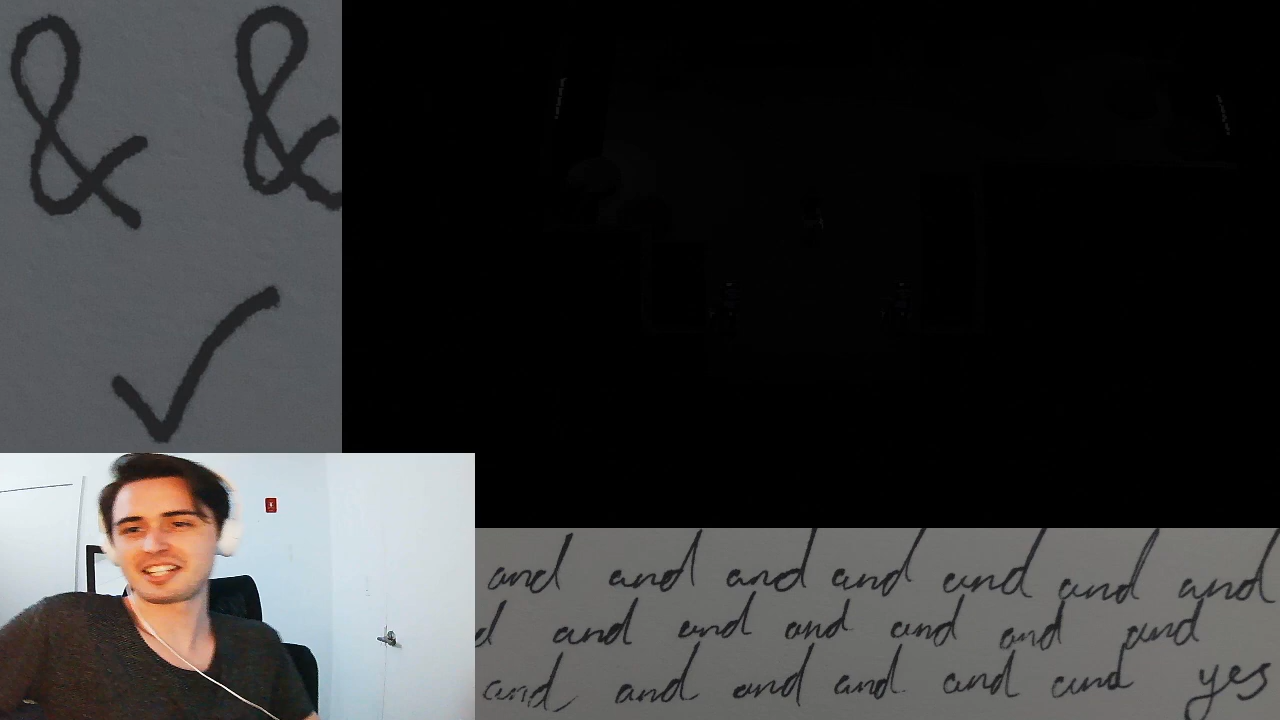 & &
✓
and and and and and and and
d and and and and and and
and and and and and and yes